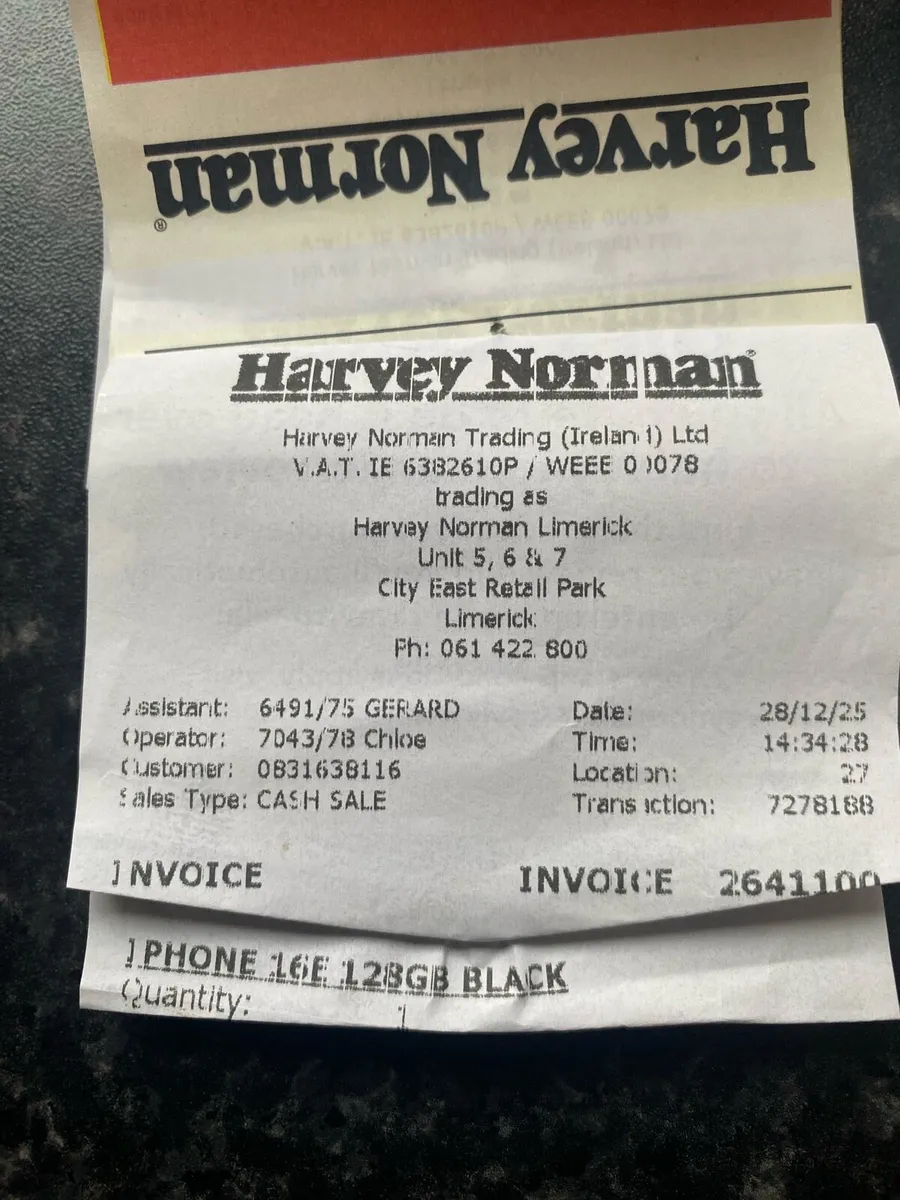 Harvey Norman®
Harvey Norman®
Harvey Norman Trading (Ireland) Ltd
V.A.T. IE 6382610P / WEEE 00078
trading as
Harvey Norman Limerick
Unit 5, 6 & 7
City East Retail Park
Limerick
Ph: 061 422 800
Assistant: 6491/75 GERARD Date: 28/12/25
Operator: 7043/78 Chloe Time: 14:34:28
Customer: 0831638116 Location: 27
Sales Type: CASH SALE Transaction: 7278188
INVOICE INVOICE 2641100
IPHONE 16E 128GB BLACK
Quantity: